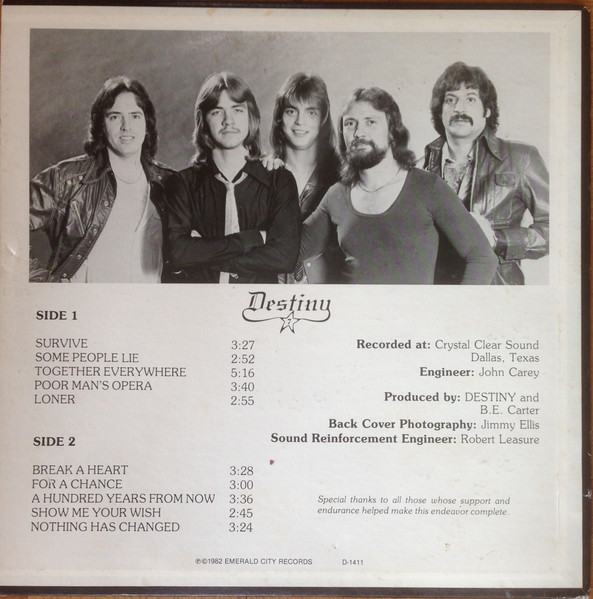 Destiny
SIDE 1
SURVIVE 3:27
SOME PEOPLE LIE 2:52
TOGETHER EVERYWHERE 5:16
POOR MAN'S OPERA 3:40
LONER 2:55
SIDE 2
BREAK A HEART 3:28
FOR A CHANCE 3:00
A HUNDRED YEARS FROM NOW 3:36
SHOW ME YOUR WISH 2:45
NOTHING HAS CHANGED 3:24
Recorded at: Crystal Clear Sound
Dallas, Texas
Engineer: John Carey
Produced by: DESTINY and
B.E. Carter
Back Cover Photography: Jimmy Ellis
Sound Reinforcement Engineer: Robert Leasure
Special thanks to all those whose support and
endurance helped make this endeavor complete.
℗©1982 EMERALD CITY RECORDS D-1411